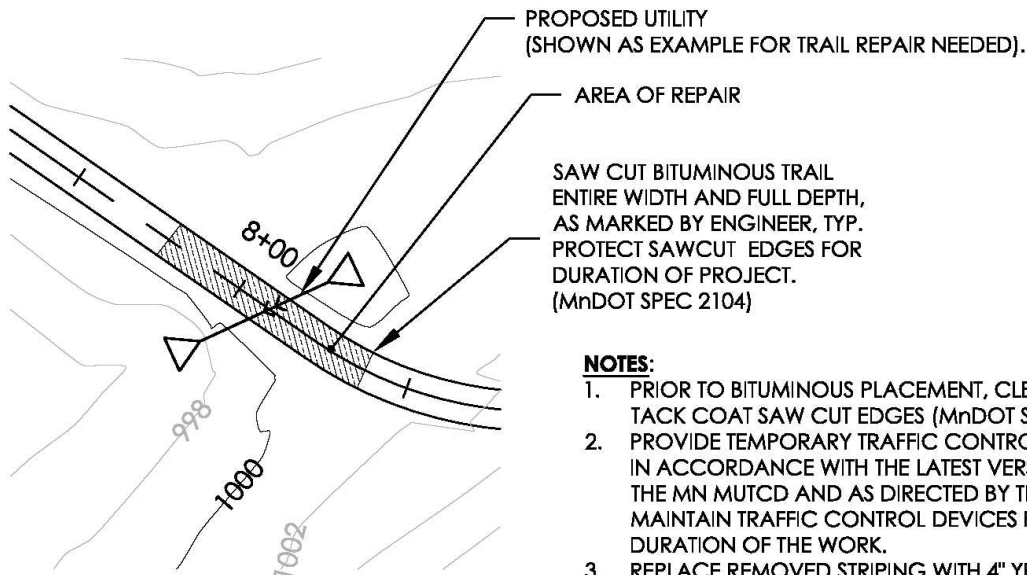 PROPOSED UTILITY
(SHOWN AS EXAMPLE FOR TRAIL REPAIR NEEDED).
AREA OF REPAIR
SAW CUT BITUMINOUS TRAIL
ENTIRE WIDTH AND FULL DEPTH,
AS MARKED BY ENGINEER, TYP.
PROTECT SAWCUT EDGES FOR
DURATION OF PROJECT.
(MnDOT SPEC 2104)
8+00
998
1000
1002
NOTES:
1. PRIOR TO BITUMINOUS PLACEMENT,
TACK COAT SAW CUT EDGES (MnDOT
2. PROVIDE TEMPORARY TRAFFIC
IN ACCORDANCE WITH THE LATEST
THE MN MUTCD AND AS DIRECTED BY
MAINTAIN TRAFFIC CONTROL DEVICES
DURATION OF THE WORK.
3. REPLACE REMOVED STRIPING WITH 4"